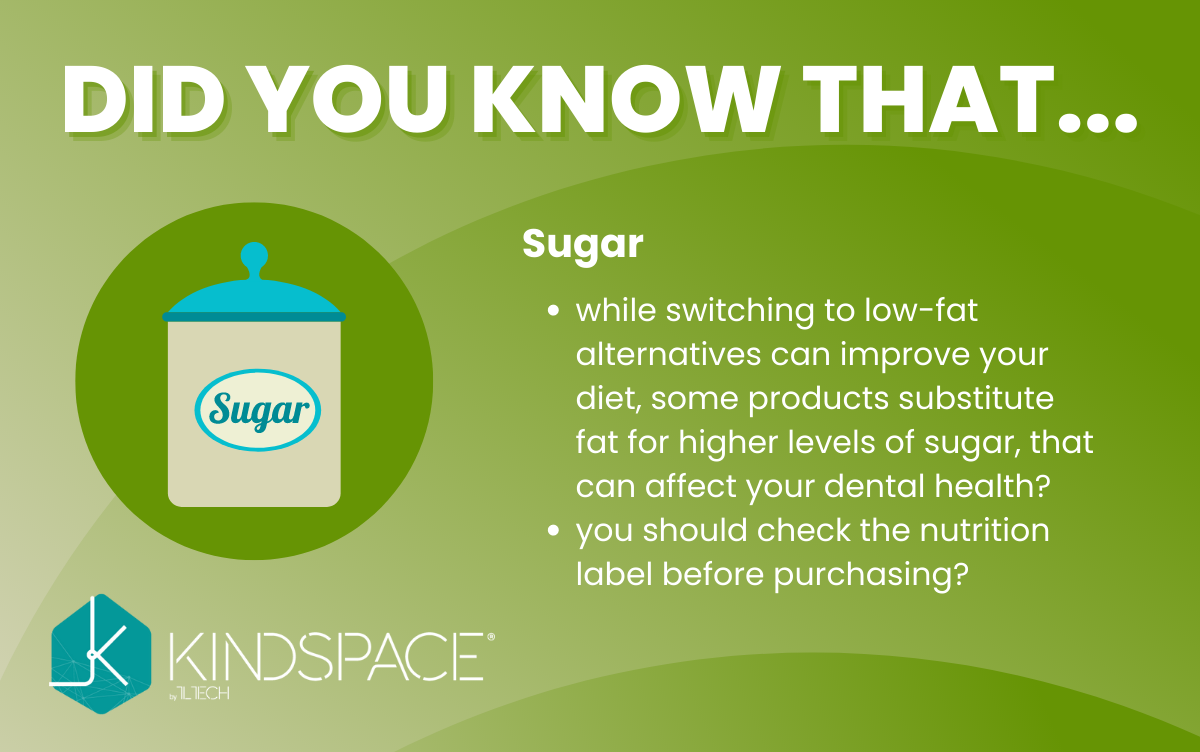 DID YOU KNOW THAT...
Sugar
• while switching to low-fat
alternatives can improve your
diet, some products substitute
fat for higher levels of sugar, that
can affect your dental health?
• you should check the nutrition
label before purchasing?
Sugar
KINDSPACE®
by TLTECH